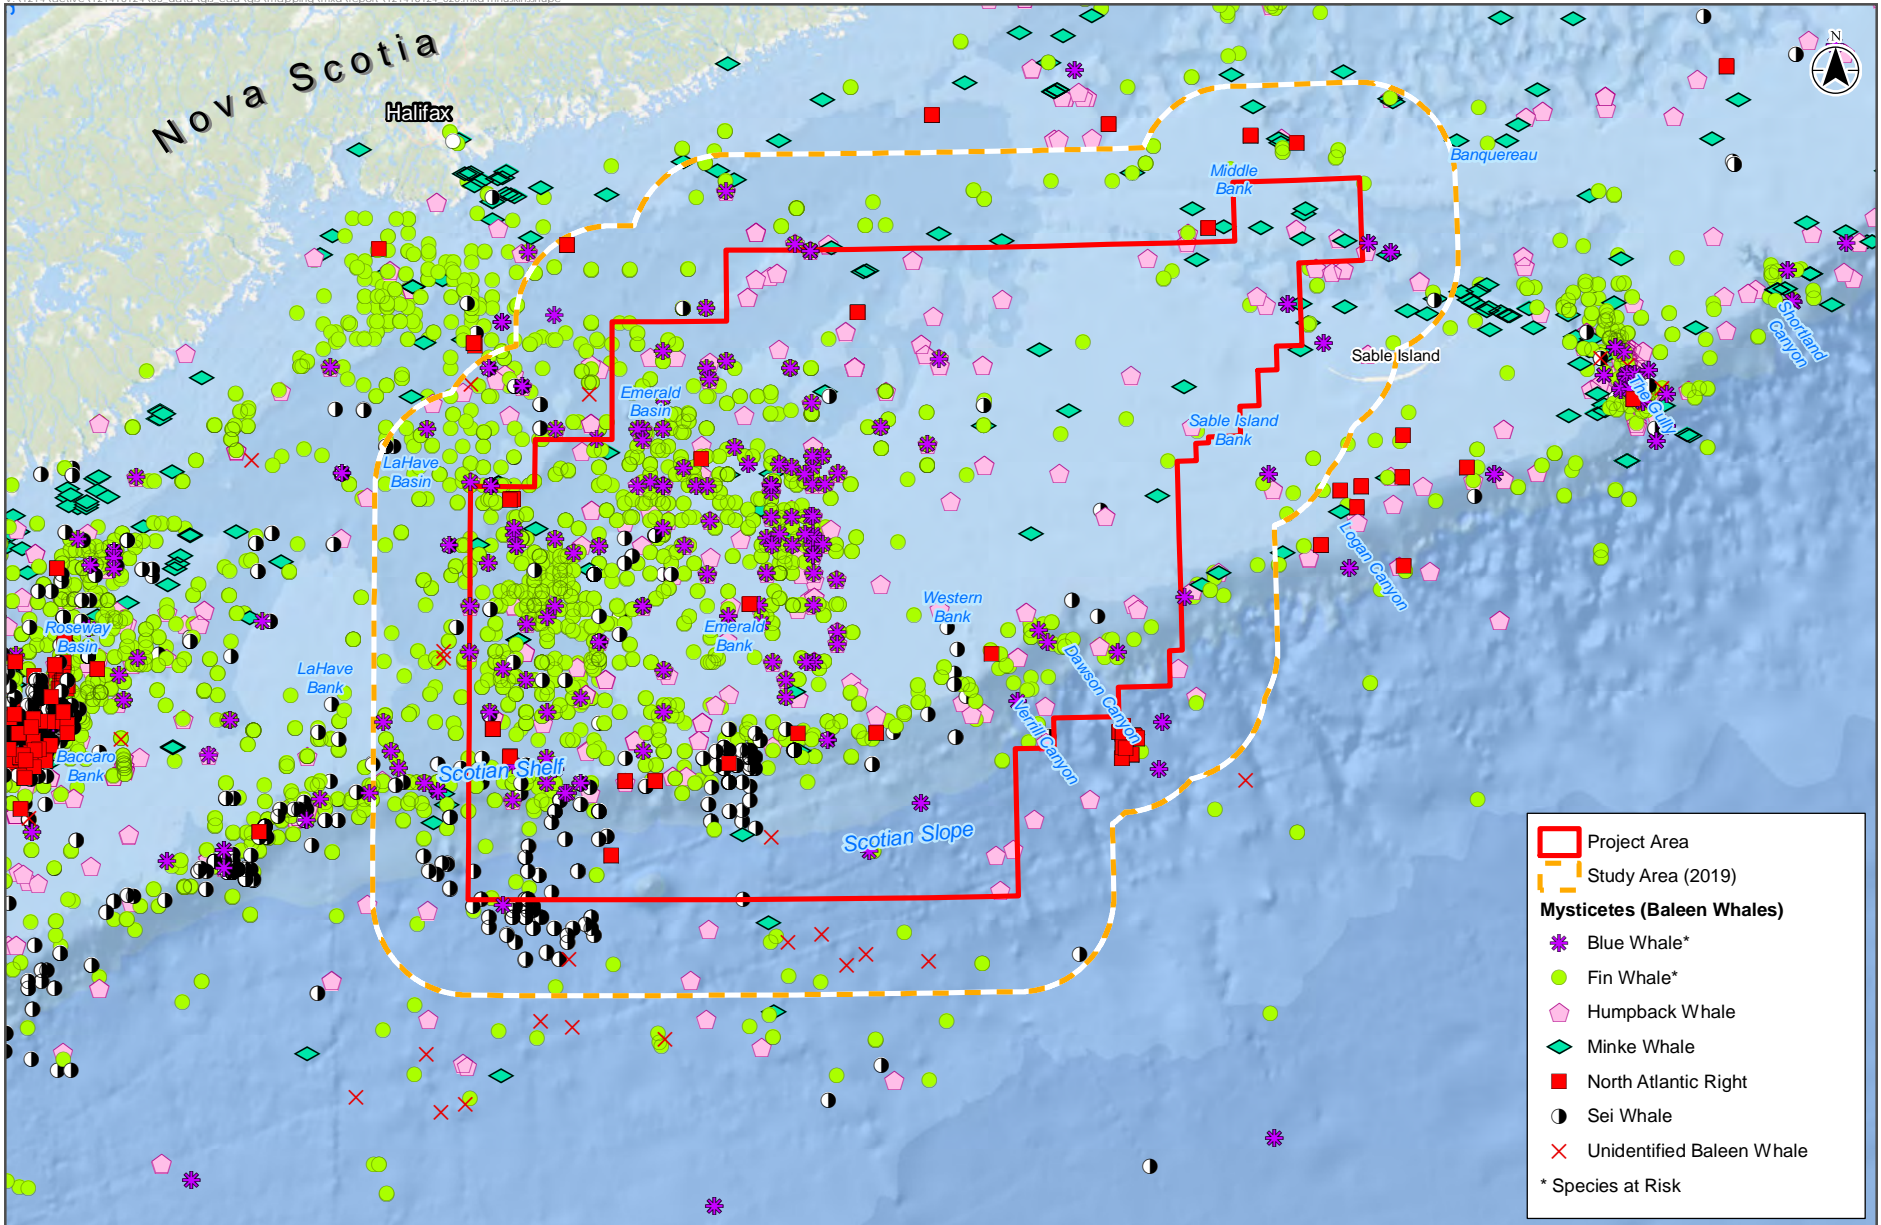 Nova Scotia
Halifax
N
Middle
Bank
Banquereau
Shortland
Canyon
Sable Island
The Gully
Emerald
Basin
Sable Island
Bank
LaHave
Basin
Logan Canyon
Western
Bank
Roseway
Basin
Emerald
Bank
LaHave
Bank
Dawson Canyon
Verrill Canyon
Baccaro
Bank
Scotian Shelf
Scotian Slope
Project Area
Study Area (2019)
Mysticetes (Baleen Whales)
Blue Whale*
Fin Whale*
Humpback Whale
Minke Whale
North Atlantic Right
Sei Whale
Unidentified Baleen Whale
* Species at Risk